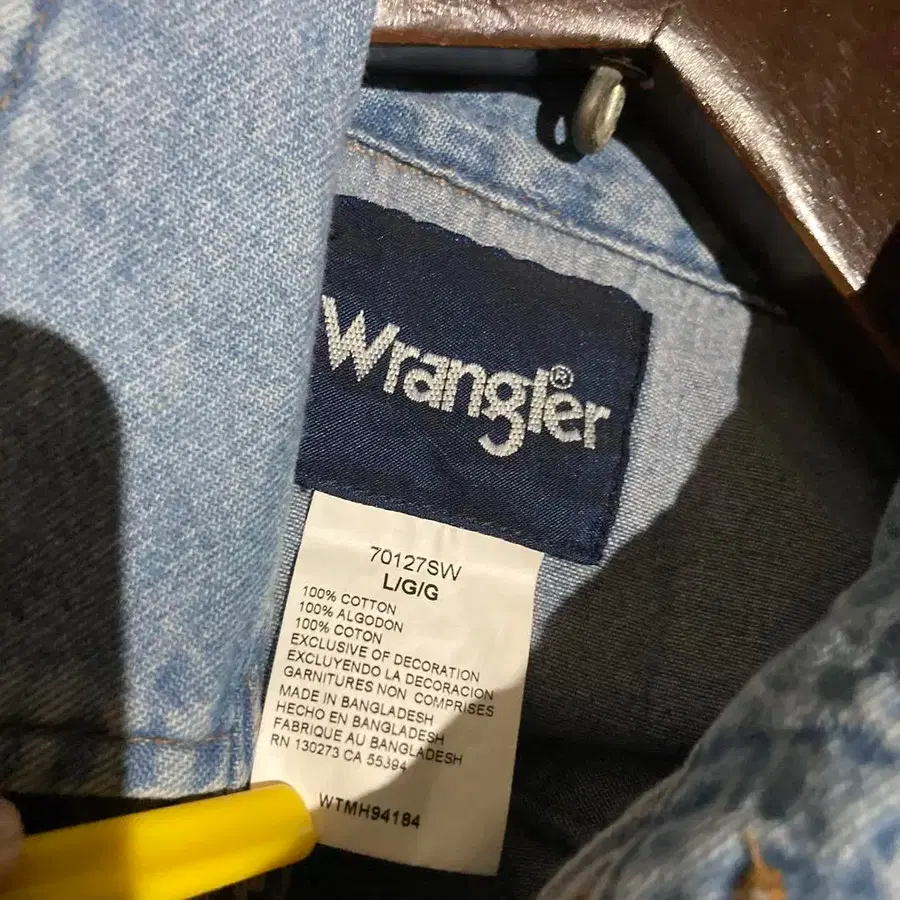 Wrangler®
70127SW
L/G/G
100% COTTON
100% ALGODON
100% COTON
EXCLUSIVE OF DECORATION
EXCLUYENDO LA DECORACION
GARNITURES NON COMPRISES
MADE IN BANGLADESH
HECHO EN BANGLADESH
FABRIQUE AU BANGLADESH
RN 130273 CA 55394
WTMH94184